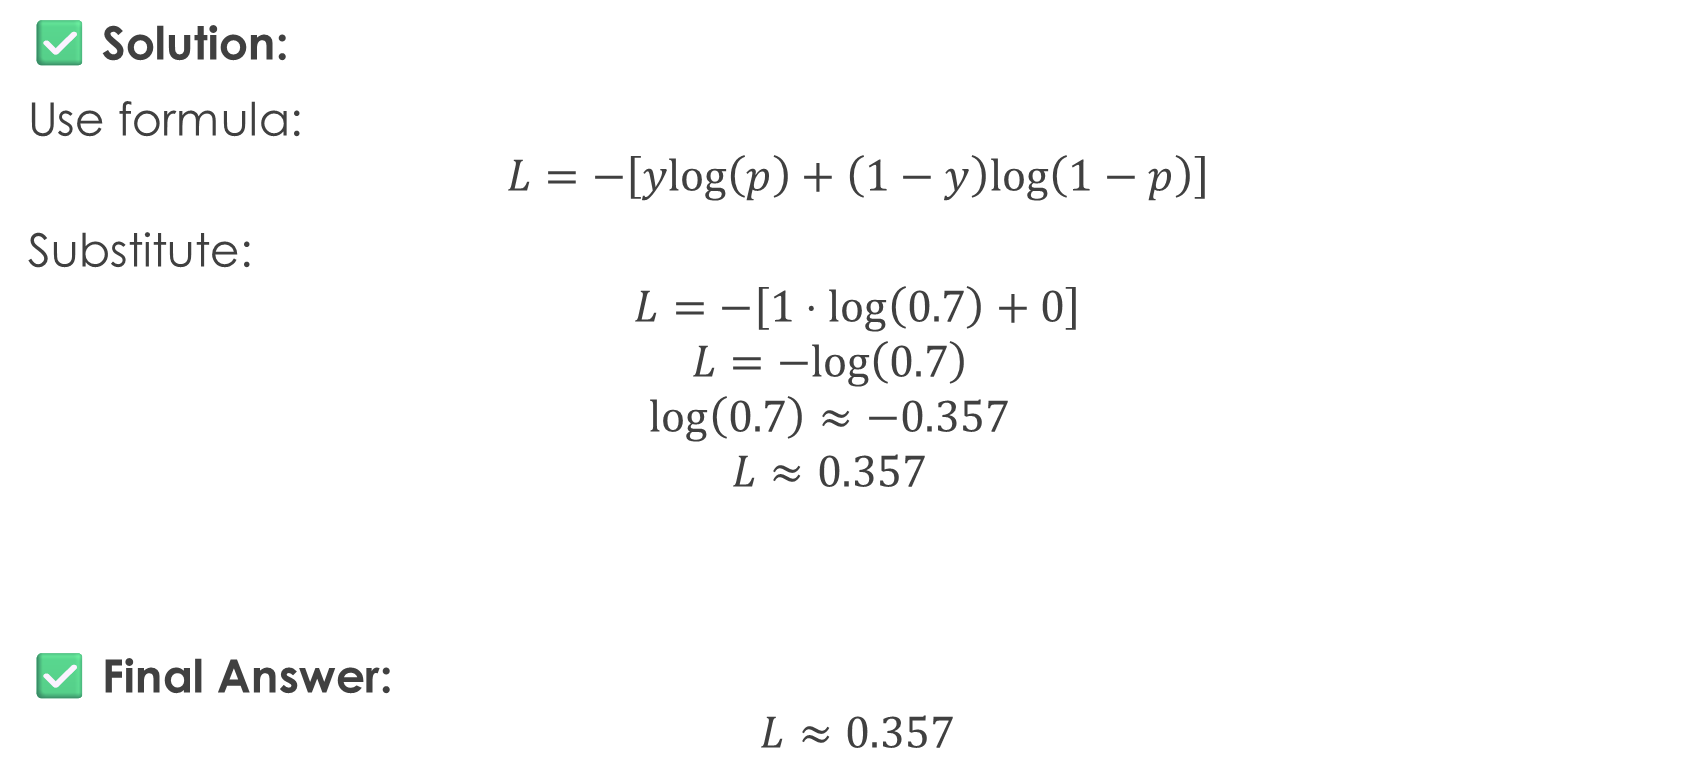 ✅ Solution:
Use formula:
L = −[ylog(p) + (1 − y)log(1 − p)]
Substitute:
L = −[1 · log(0.7) + 0]
L = −log(0.7)
log(0.7) ≈ −0.357
L ≈ 0.357
✅ Final Answer:
L ≈ 0.357